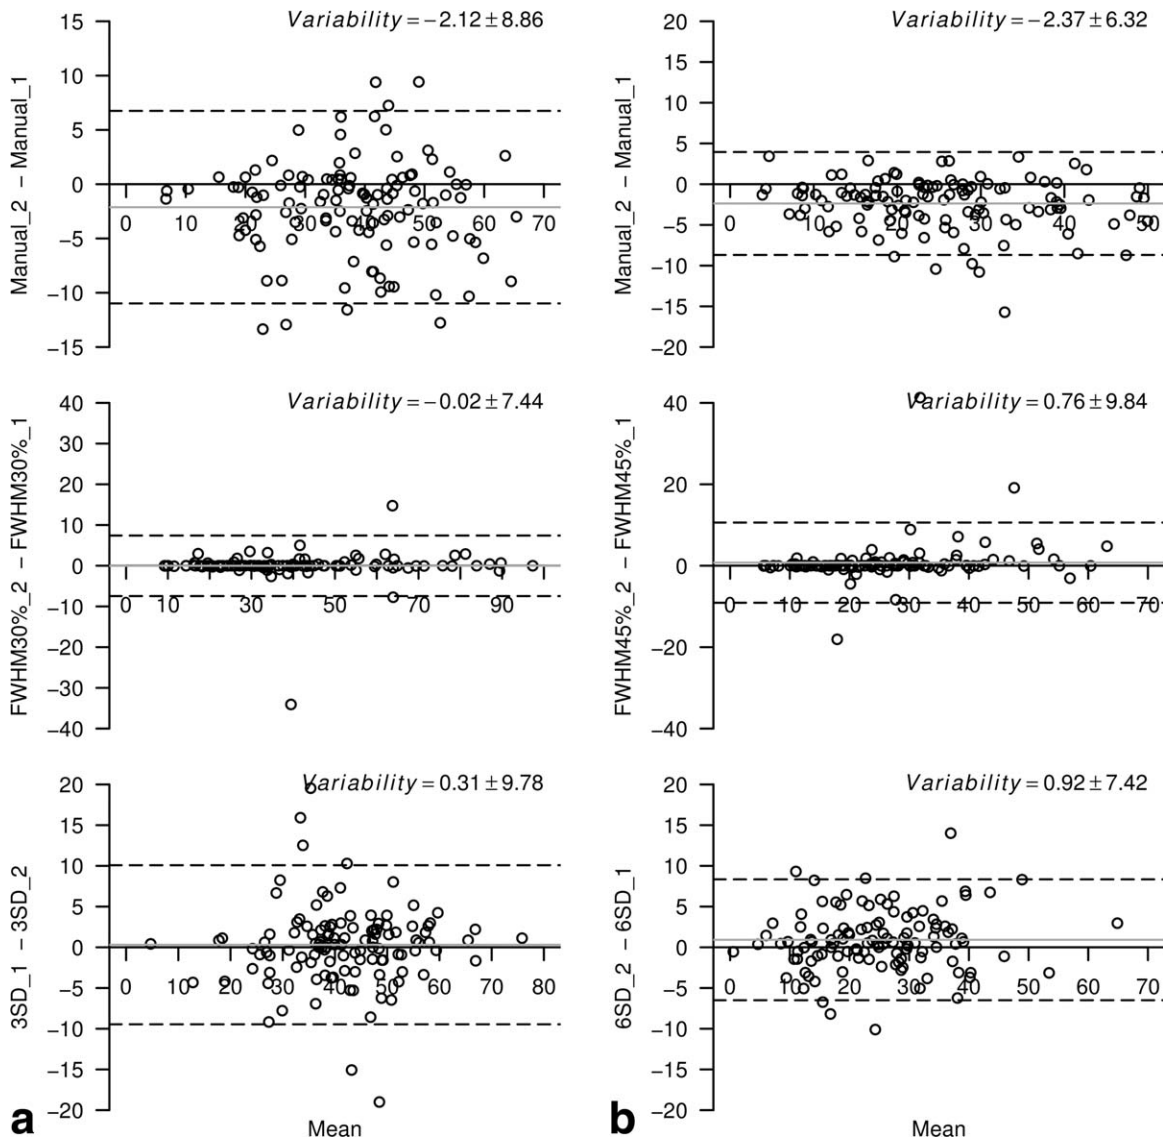 Variability=−2.12±8.86
Manual_2 − Manual_1
15
10
5
0
−5
−10
−15
0 10 20 30 40 50 60 70
Variability=−2.37±6.32
Manual_2 − Manual_1
20
15
10
5
0
−5
−10
−15
−20
0 10 20 30 40 50
Variability=−0.02±7.44
FWHM30%_2 − FWHM30%_1
40
30
20
10
0
−10
−20
−30
−40
0 10 30 50 70 90
Variability=0.76±9.84
FWHM45%_2 − FWHM45%_1
40
20
0
−20
−40
0 10 20 30 40 50 60 70
Variability=0.31±9.78
3SD_1 − 3SD_2
20
15
10
5
0
−5
−10
−15
−20
0 10 20 30 40 50 60 70 80
Mean
a
Variability=0.92±7.42
6SD_2 − 6SD_1
20
15
10
5
0
−5
−10
−15
−20
0 10 20 30 40 50 60 70
Mean
b